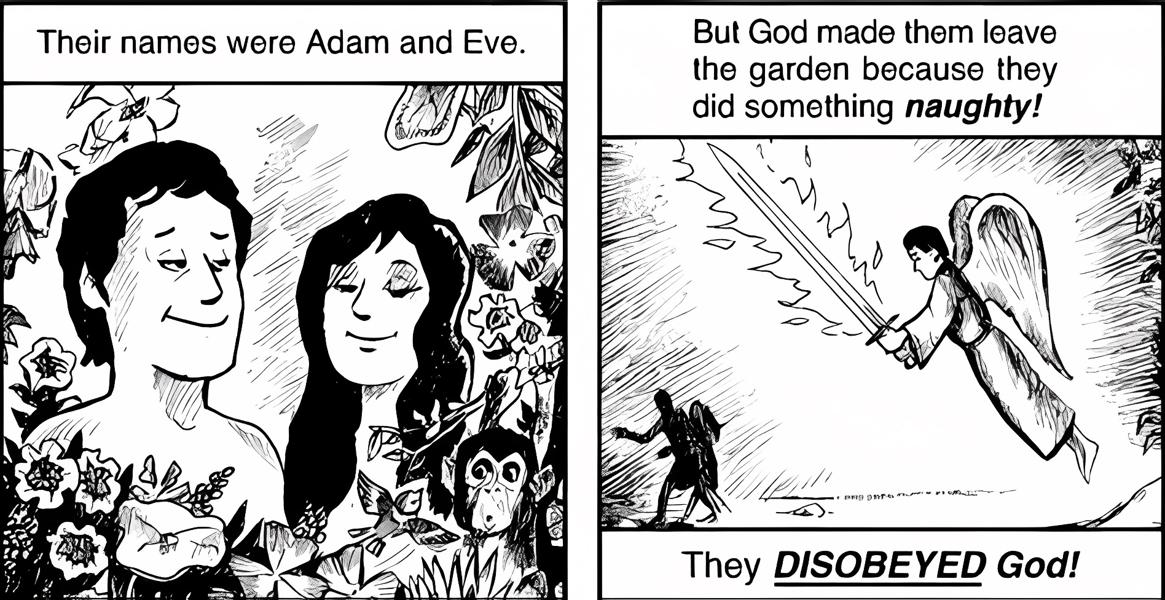 Their names were Adam and Eve.
But God made them leave
the garden because they
did something naughty!
They DISOBEYED God!